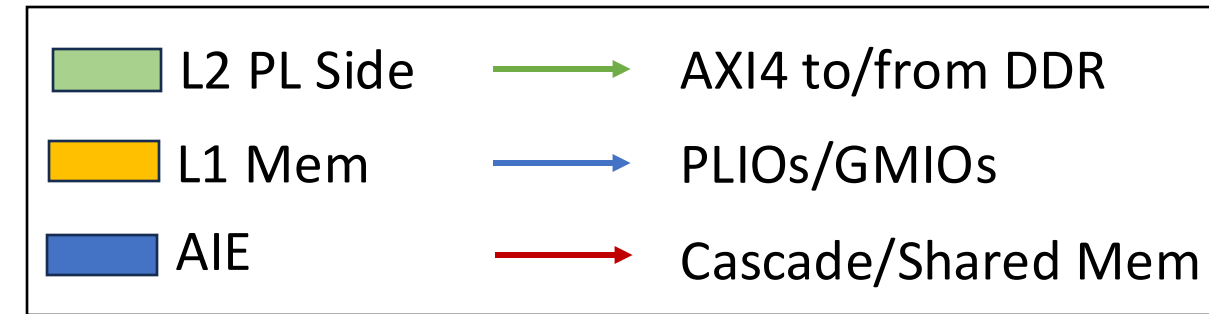 L2 PL Side AXI4 to/from DDR
L1 Mem PLIOs/GMIOs
AIE Cascade/Shared Mem